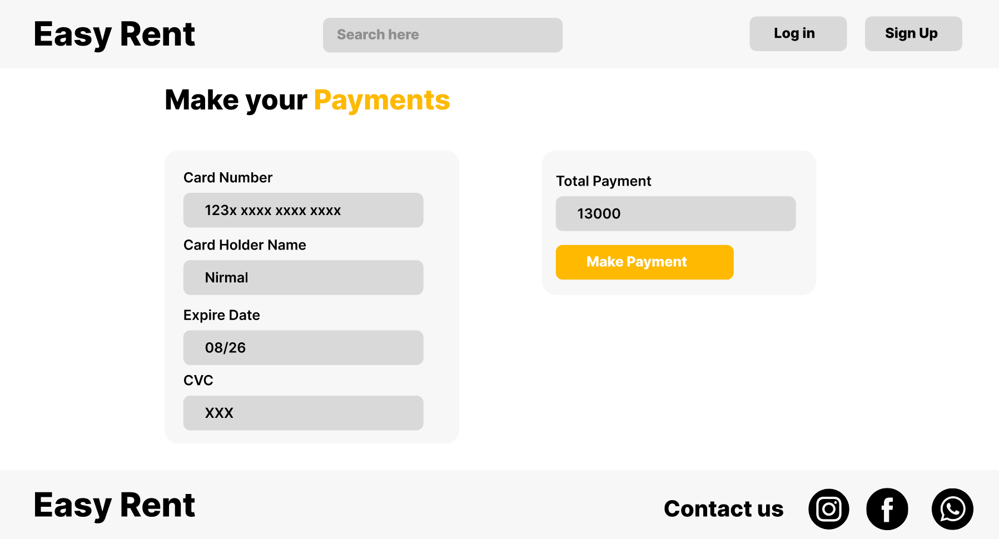 Easy Rent
Search here
Log in
Sign Up
Make your Payments
Card Number
123x xxxx xxxx xxxx
Card Holder Name
Nirmal
Expire Date
08/26
CVC
XXX
Total Payment
13000
Make Payment
Easy Rent
Contact us